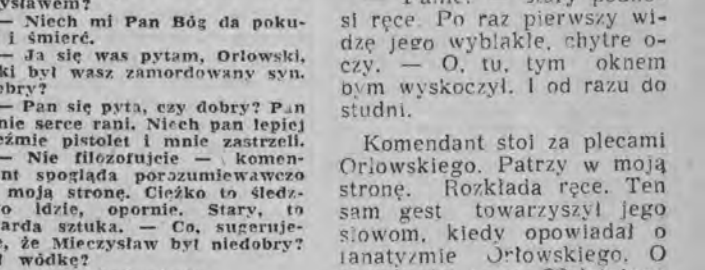 — Niech mi Pan Bóg da poku-
i śmierć.
— Ja się was pytam, Orlowski,
ki był wasz zamordowany syn.
obry?
— Pan się pyta, czy dobry? Pan
nie serce rani. Niech pan lepiej
eźmie pistolet i mnie zastrzeli.
— Nie filozofujcie — komen-
nt spogląda porozumiewawczo
moją stronę. Ciężko to śledz-
o idzie, opornie. Stary, to
arda sztuka. — Co, sugeruje-
e, że Mieczysław był niedobry?
wódkę?
si ręce. Po raz pierwszy wi-
dzę jego wyblakłe, chytre o-
czy. — O, tu, tym oknem
bym wyskoczył. I od razu do
studni.
Komendant stoi za plecami
Orlowskiego. Patrzy w moją
stronę. Rozkłada ręce. Ten
sam gest towarzyszył jego
słowom, kiedy opowiadał o
fanatyzmie Orłowskiego. O